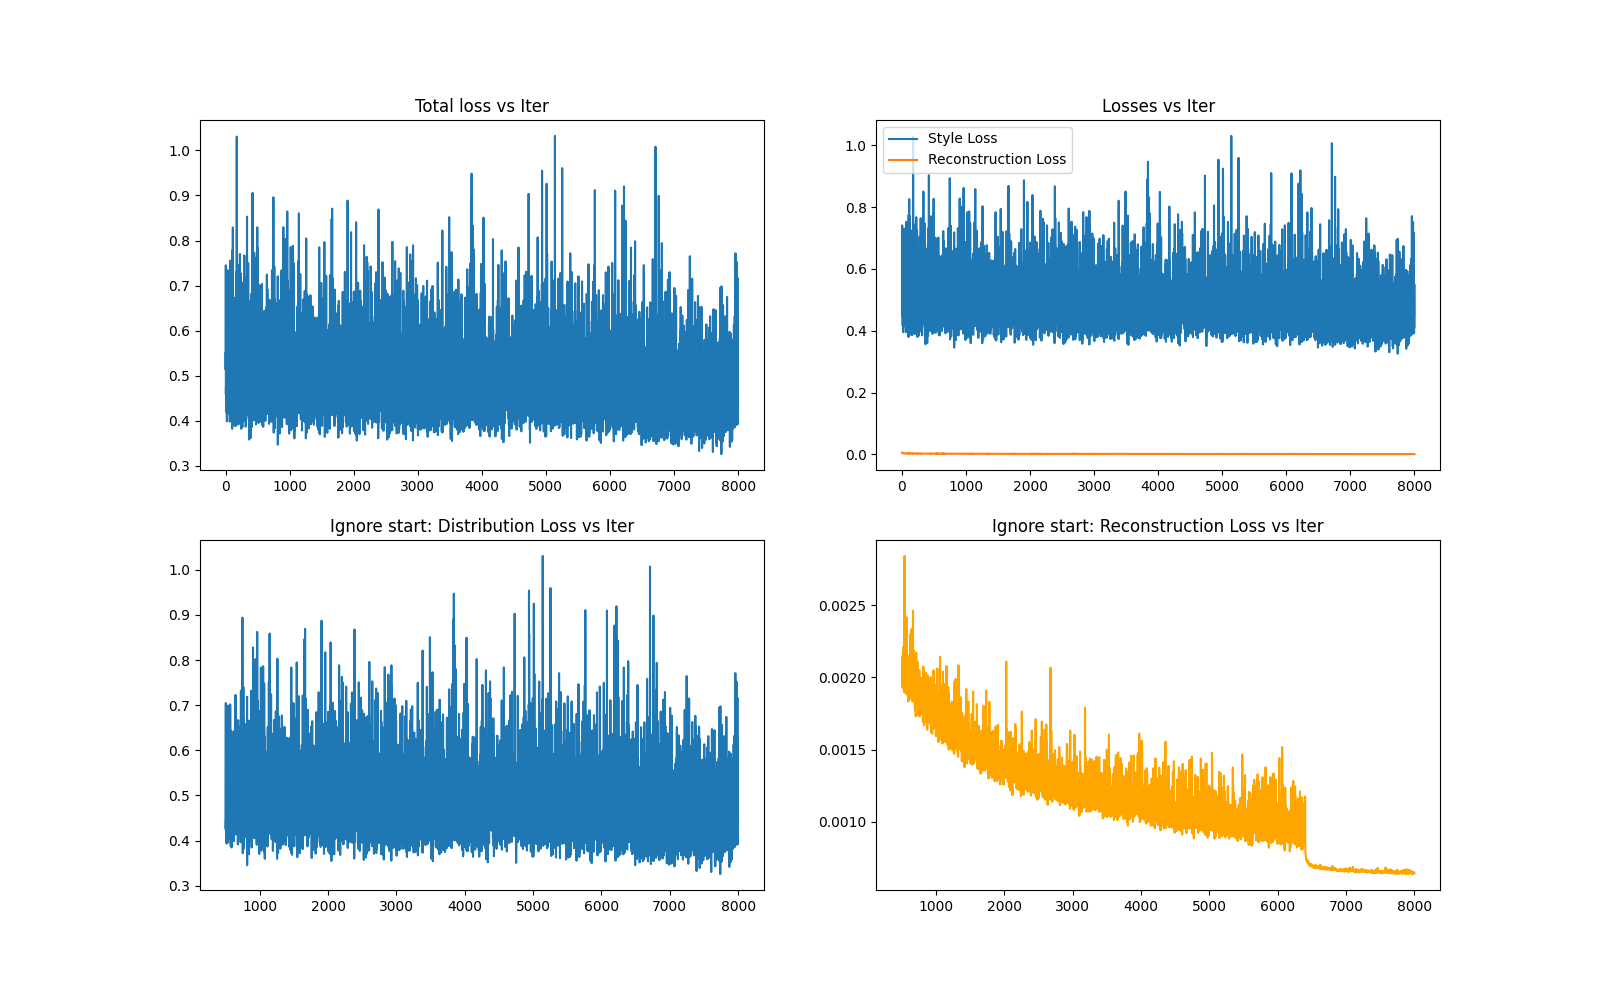 Total loss vs Iter
1.0
0.9
0.8
0.7
0.6
0.5
0.4
0.3
0 1000 2000 3000 4000 5000 6000 7000 8000
Losses vs Iter
Style Loss
Reconstruction Loss
1.0
0.8
0.6
0.4
0.2
0.0
0 1000 2000 3000 4000 5000 6000 7000 8000
Ignore start: Distribution Loss vs Iter
1.0
0.9
0.8
0.7
0.6
0.5
0.4
0.3
1000 2000 3000 4000 5000 6000 7000 8000
Ignore start: Reconstruction Loss vs Iter
0.0025
0.0020
0.0015
0.0010
1000 2000 3000 4000 5000 6000 7000 8000